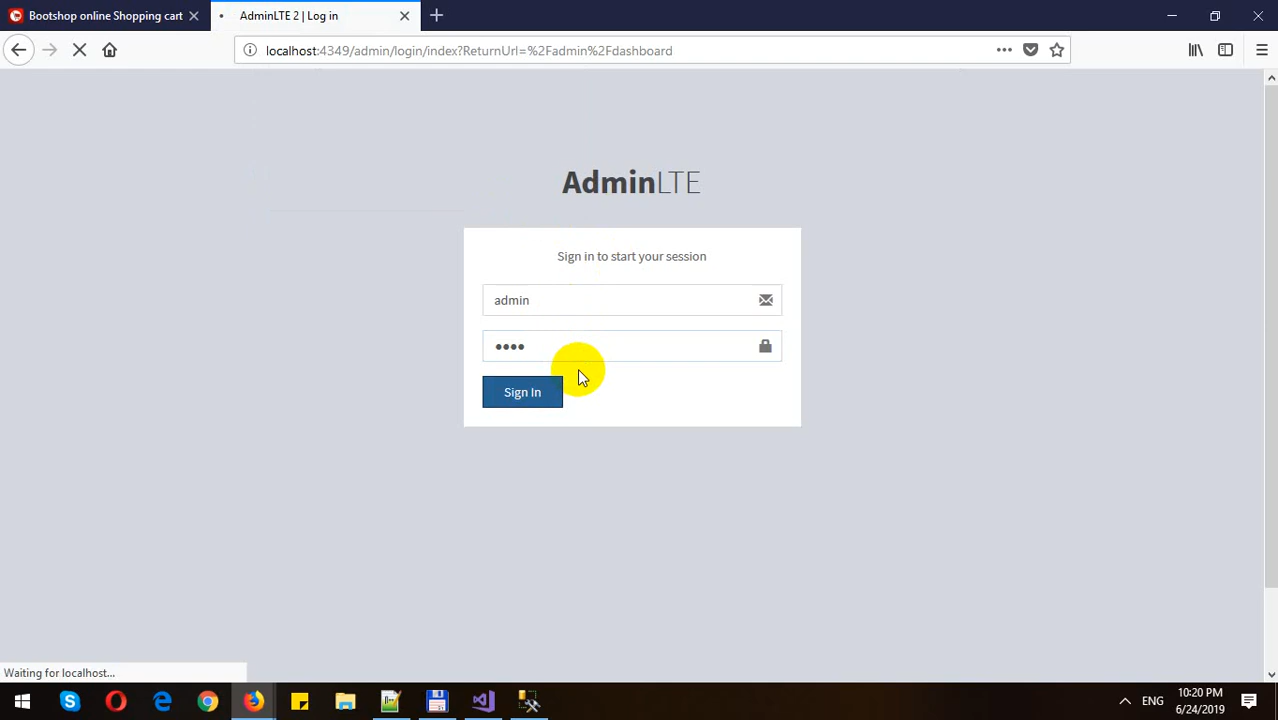 Bootshop online Shopping cart
AdminLTE 2 | Log in
localhost:4349/admin/login/index?ReturnUrl=%2Fadmin%2Fdashboard
AdminLTE
Sign in to start your session
admin
••••
Sign In
Waiting for localhost...
ENG
10:20 PM
6/24/2019